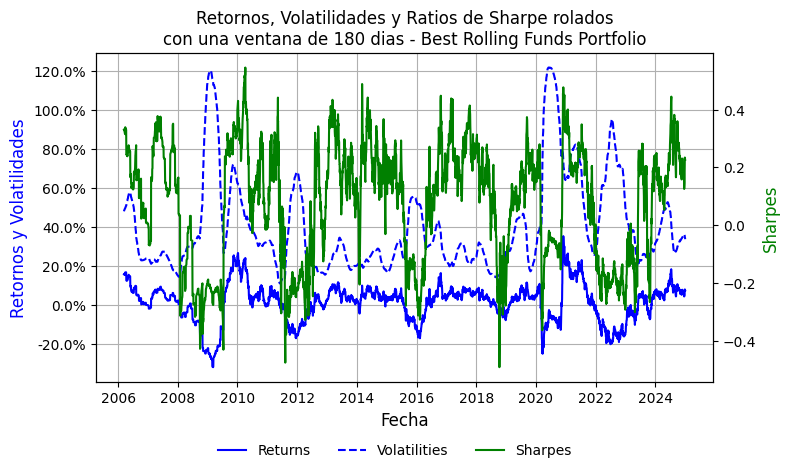 Retornos, Volatilidades y Ratios de Sharpe rolados
con una ventana de 180 dias - Best Rolling Funds Portfolio
Retornos y Volatilidades
120.0%
100.0%
80.0%
60.0%
40.0%
20.0%
0.0%
-20.0%
Sharpes
0.4
0.2
0.0
−0.2
−0.4
2006 2008 2010 2012 2014 2016 2018 2020 2022 2024
Fecha
Returns Volatilities Sharpes